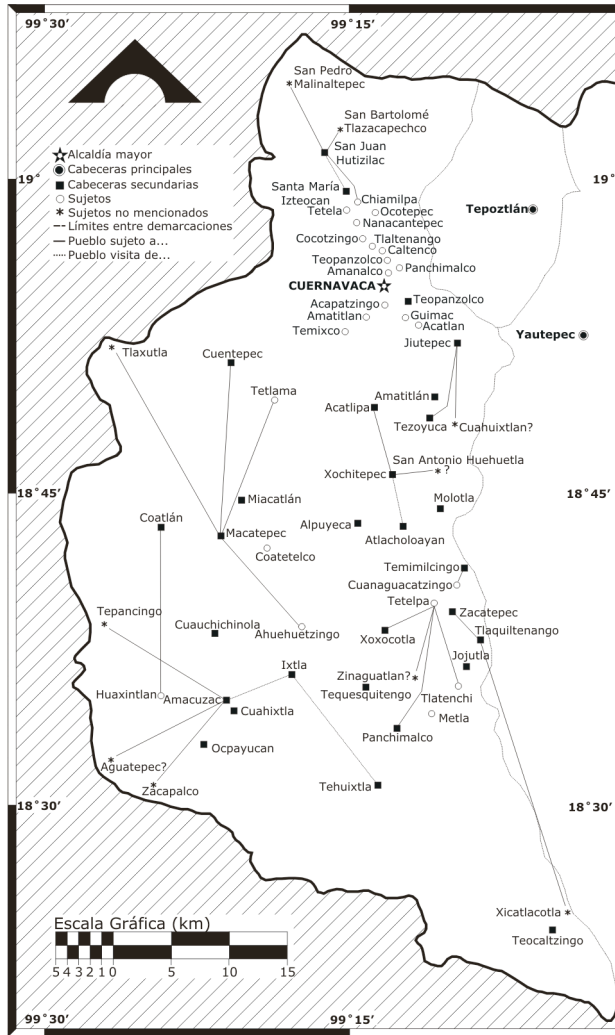 99°30’
99°15’
San Pedro
Malinaltepec
San Bartolomé
Tlazacapechco
San Juan
Hutizilac
Alcaldía mayor
Cabeceras principales
Cabeceras secundarias
Sujetos
Sujetos no mencionados
Límites entre demarcaciones
Pueblo sujeto a...
Pueblo visita de...
19°
19°
Santa María
Izteocan
Chiamilpa
Tetela
Ocotepec
Nanacantepec
Tepoztlán
Cocotzingo
Tlaltenango
Caltenco
Teopanzolco
Amanalco
Panchimalco
CUERNAVACA
Teopanzolco
Acapatzingo
Amatitlan
Guimac
Acatlan
Temixco
Jiutepec
Yautepec
Tlaxutla
Cuentepec
Tetlama
Amatitlán
Acatlipa
Tezoyuca
Cuahuixtlan?
San Antonio Huehuetla
?
Xochitepec
18°45’
18°45’
Miacatlán
Molotla
Coatlán
Macatepec
Alpuyeca
Atlacholoayan
Coatetelco
Temimilcingo
Cuanaguacatzingo
Tetelpa
Tepancingo
Zacatepec
Cuauchichinola
Ahuehuetzingo
Xoxocotla
Tlaquiltenango
Ixtla
Jojutla
Zinaguatlan?
Huaxintlan
Amacuzac
Tequesquitengo
Tlatenchi
Cuahixtla
Metla
Panchimalco
Ocpayucan
Aguatepec?
Zacapalco
Tehuixtla
18°30’
18°30’
Xicatlacotla
Teocaltzingo
Escala Gráfica (km)
5 4 3 2 1 0 5 10 15
99°30’
99°15’